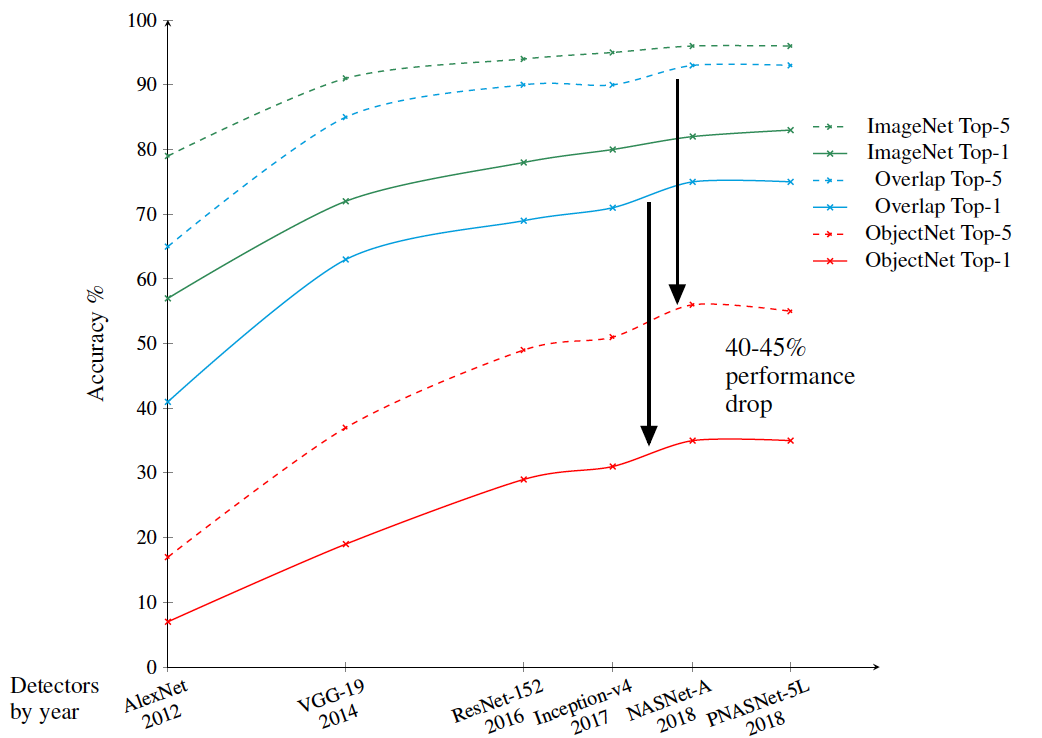 100
90
80
70
60
50
40
30
20
10
0
Accuracy %
ImageNet Top-5
ImageNet Top-1
Overlap Top-5
Overlap Top-1
ObjectNet Top-5
ObjectNet Top-1
40-45%
performance
drop
Detectors
by year
AlexNet
2012
VGG-19
2014
ResNet-152
2016
Inception-v4
2017
NASNet-A
2018
PNASNet-5L
2018